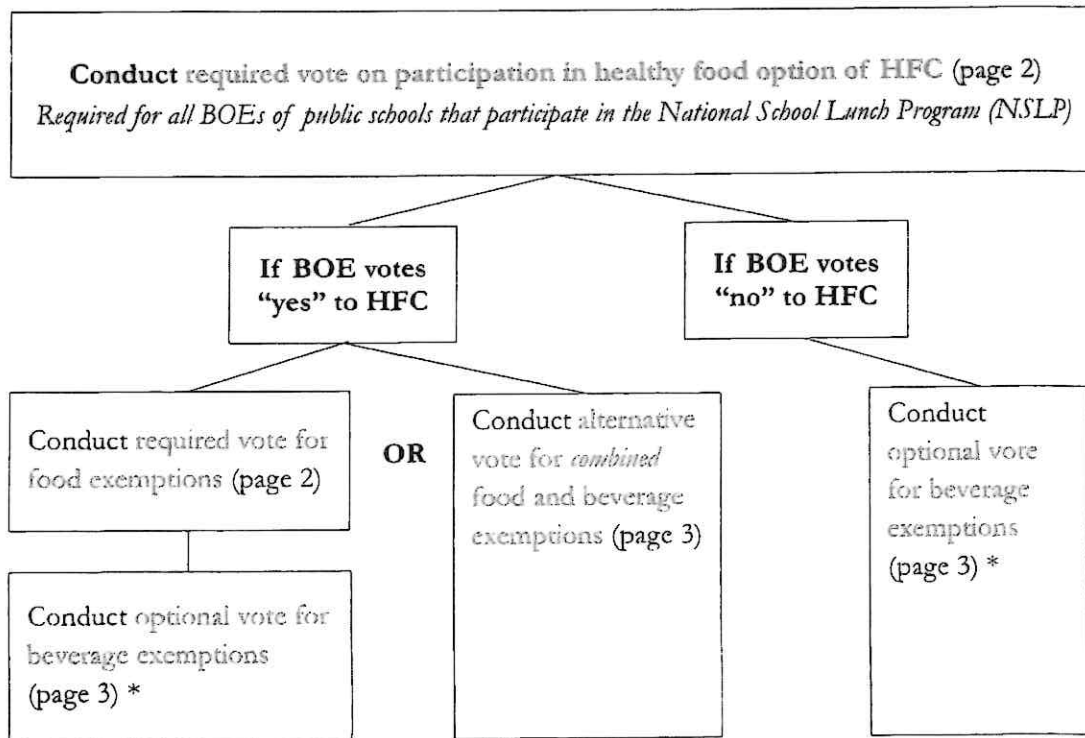 Conduct required vote on participation in healthy food option of HFC (page 2)
Required for all BOEs of public schools that participate in the National School Lunch Program (NSLP)
If BOE votes
“yes” to HFC
If BOE votes
“no” to HFC
Conduct required vote for
food exemptions (page 2)
OR
Conduct alternative
vote for combined
food and beverage
exemptions (page 3)
Conduct
optional vote
for beverage
exemptions
(page 3) *
Conduct optional vote for
beverage exemptions
(page 3) *